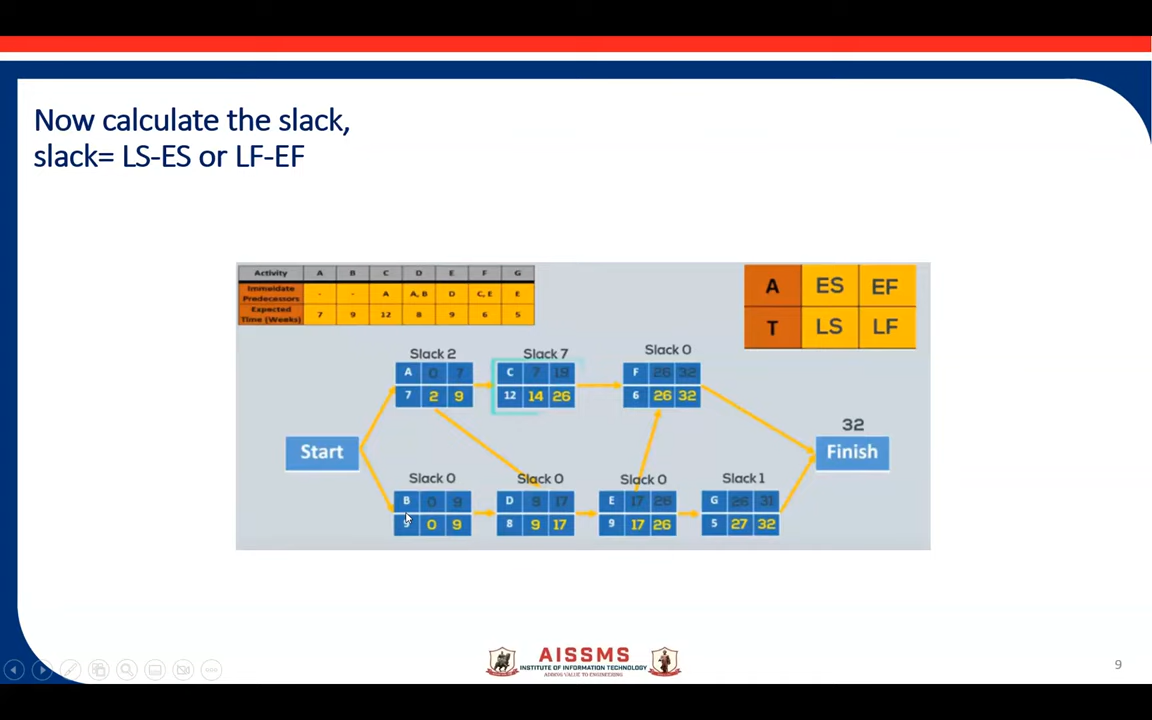 Now calculate the slack,
slack= LS-ES or LF-EF
Activity A B C D E F G
Immeidate - - A A, B D C, E E
Predecessors
Expected 7 9 12 8 9 6 5
Time (Weeks)
A ES EF
T LS LF
Slack 2 Slack 7 Slack 0
A 0 7 C 7 19 F 26 32
7 2 9 12 14 26 6 26 32
32
Start Finish
Slack 0 Slack 0 Slack 0 Slack 1
B 0 9 D 9 17 E 17 26 G 26 31
9 0 9 8 9 17 9 17 26 5 27 32
AISSMS
INSTITUTE OF INFORMATION TECHNOLOGY
ADDING VALUE TO ENGINEERING
9